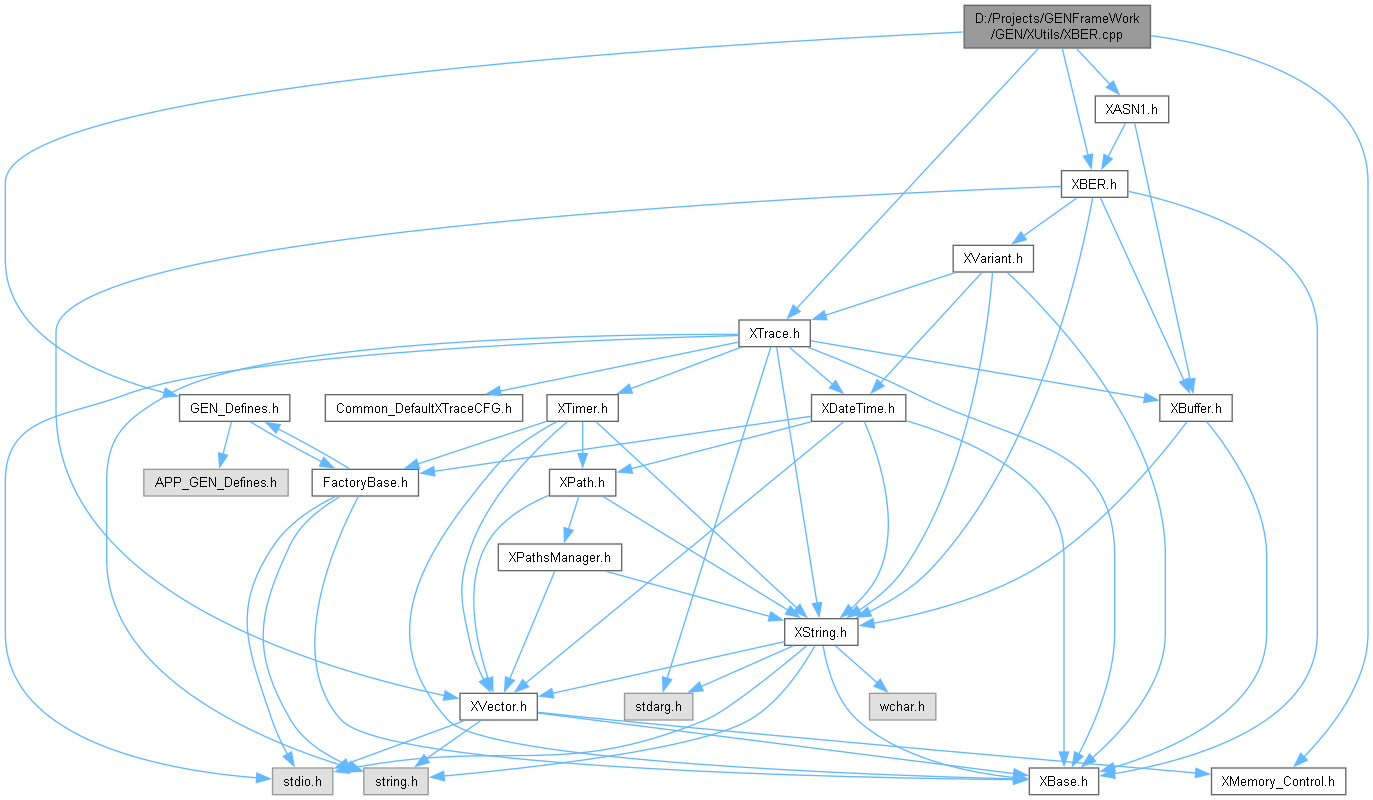 D:/Projects/GENFrameWork
/GEN/XUtils/XBER.cpp
XASN1.h
XBER.h
XVariant.h
XTrace.h
GEN_Defines.h
Common_DefaultXTraceCFG.h
XTimer.h
XDateTime.h
XBuffer.h
APP_GEN_Defines.h
FactoryBase.h
XPath.h
XPathsManager.h
XString.h
XVector.h
stdarg.h
wchar.h
stdio.h
string.h
XBase.h
XMemory_Control.h